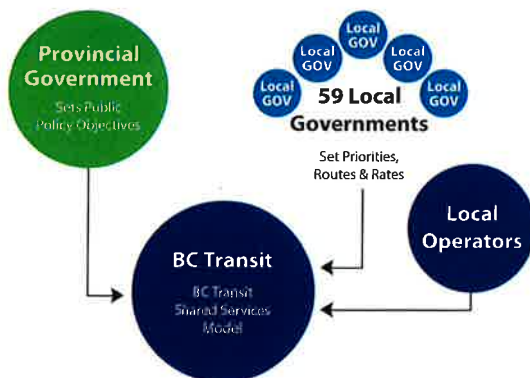 Provincial
Government
Sets Public
Policy Objectives
Local
GOV
Local
GOV
Local
GOV
Local
GOV
Local
GOV
59 Local
Governments
Set Priorities,
Routes & Rates
Local
Operators
BC Transit
BC Transit
Shared Services
Model